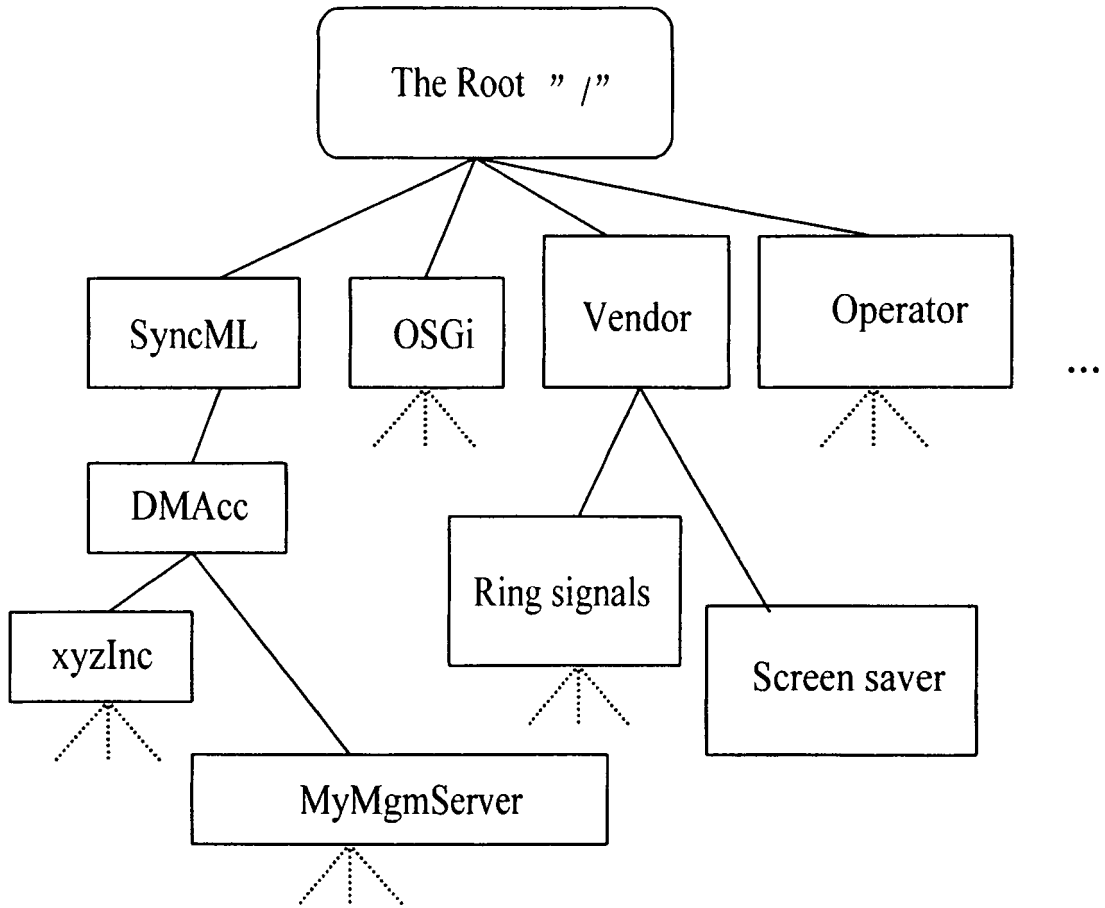 The Root ” /”
SyncML
OSGi
Vendor
Operator
...
DMAcc
Ring signals
xyzInc
Screen saver
MyMgmServer